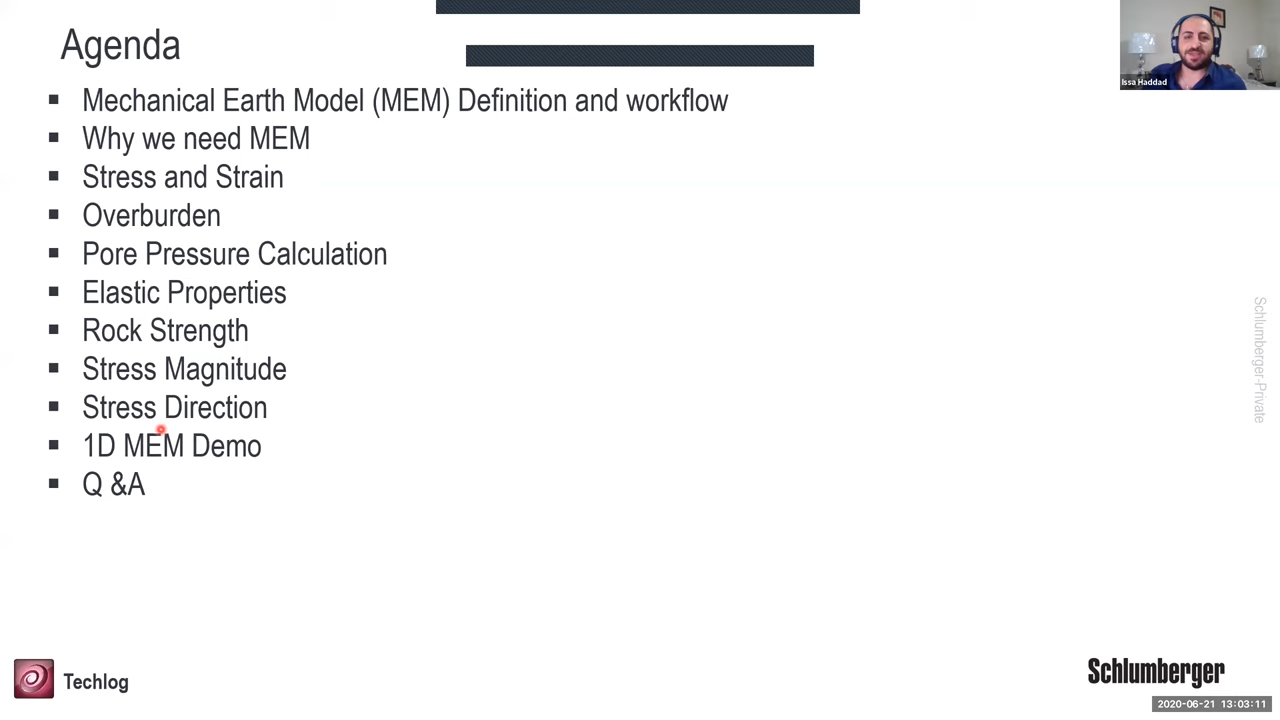 Agenda
Mechanical Earth Model (MEM) Definition and workflow
Why we need MEM
Stress and Strain
Overburden
Pore Pressure Calculation
Elastic Properties
Rock Strength
Stress Magnitude
Stress Direction
1D MEM Demo
Q &A
Issa Haddad
Schlumberger-Private
Techlog
Schlumberger
2020-06-21 13:03:11